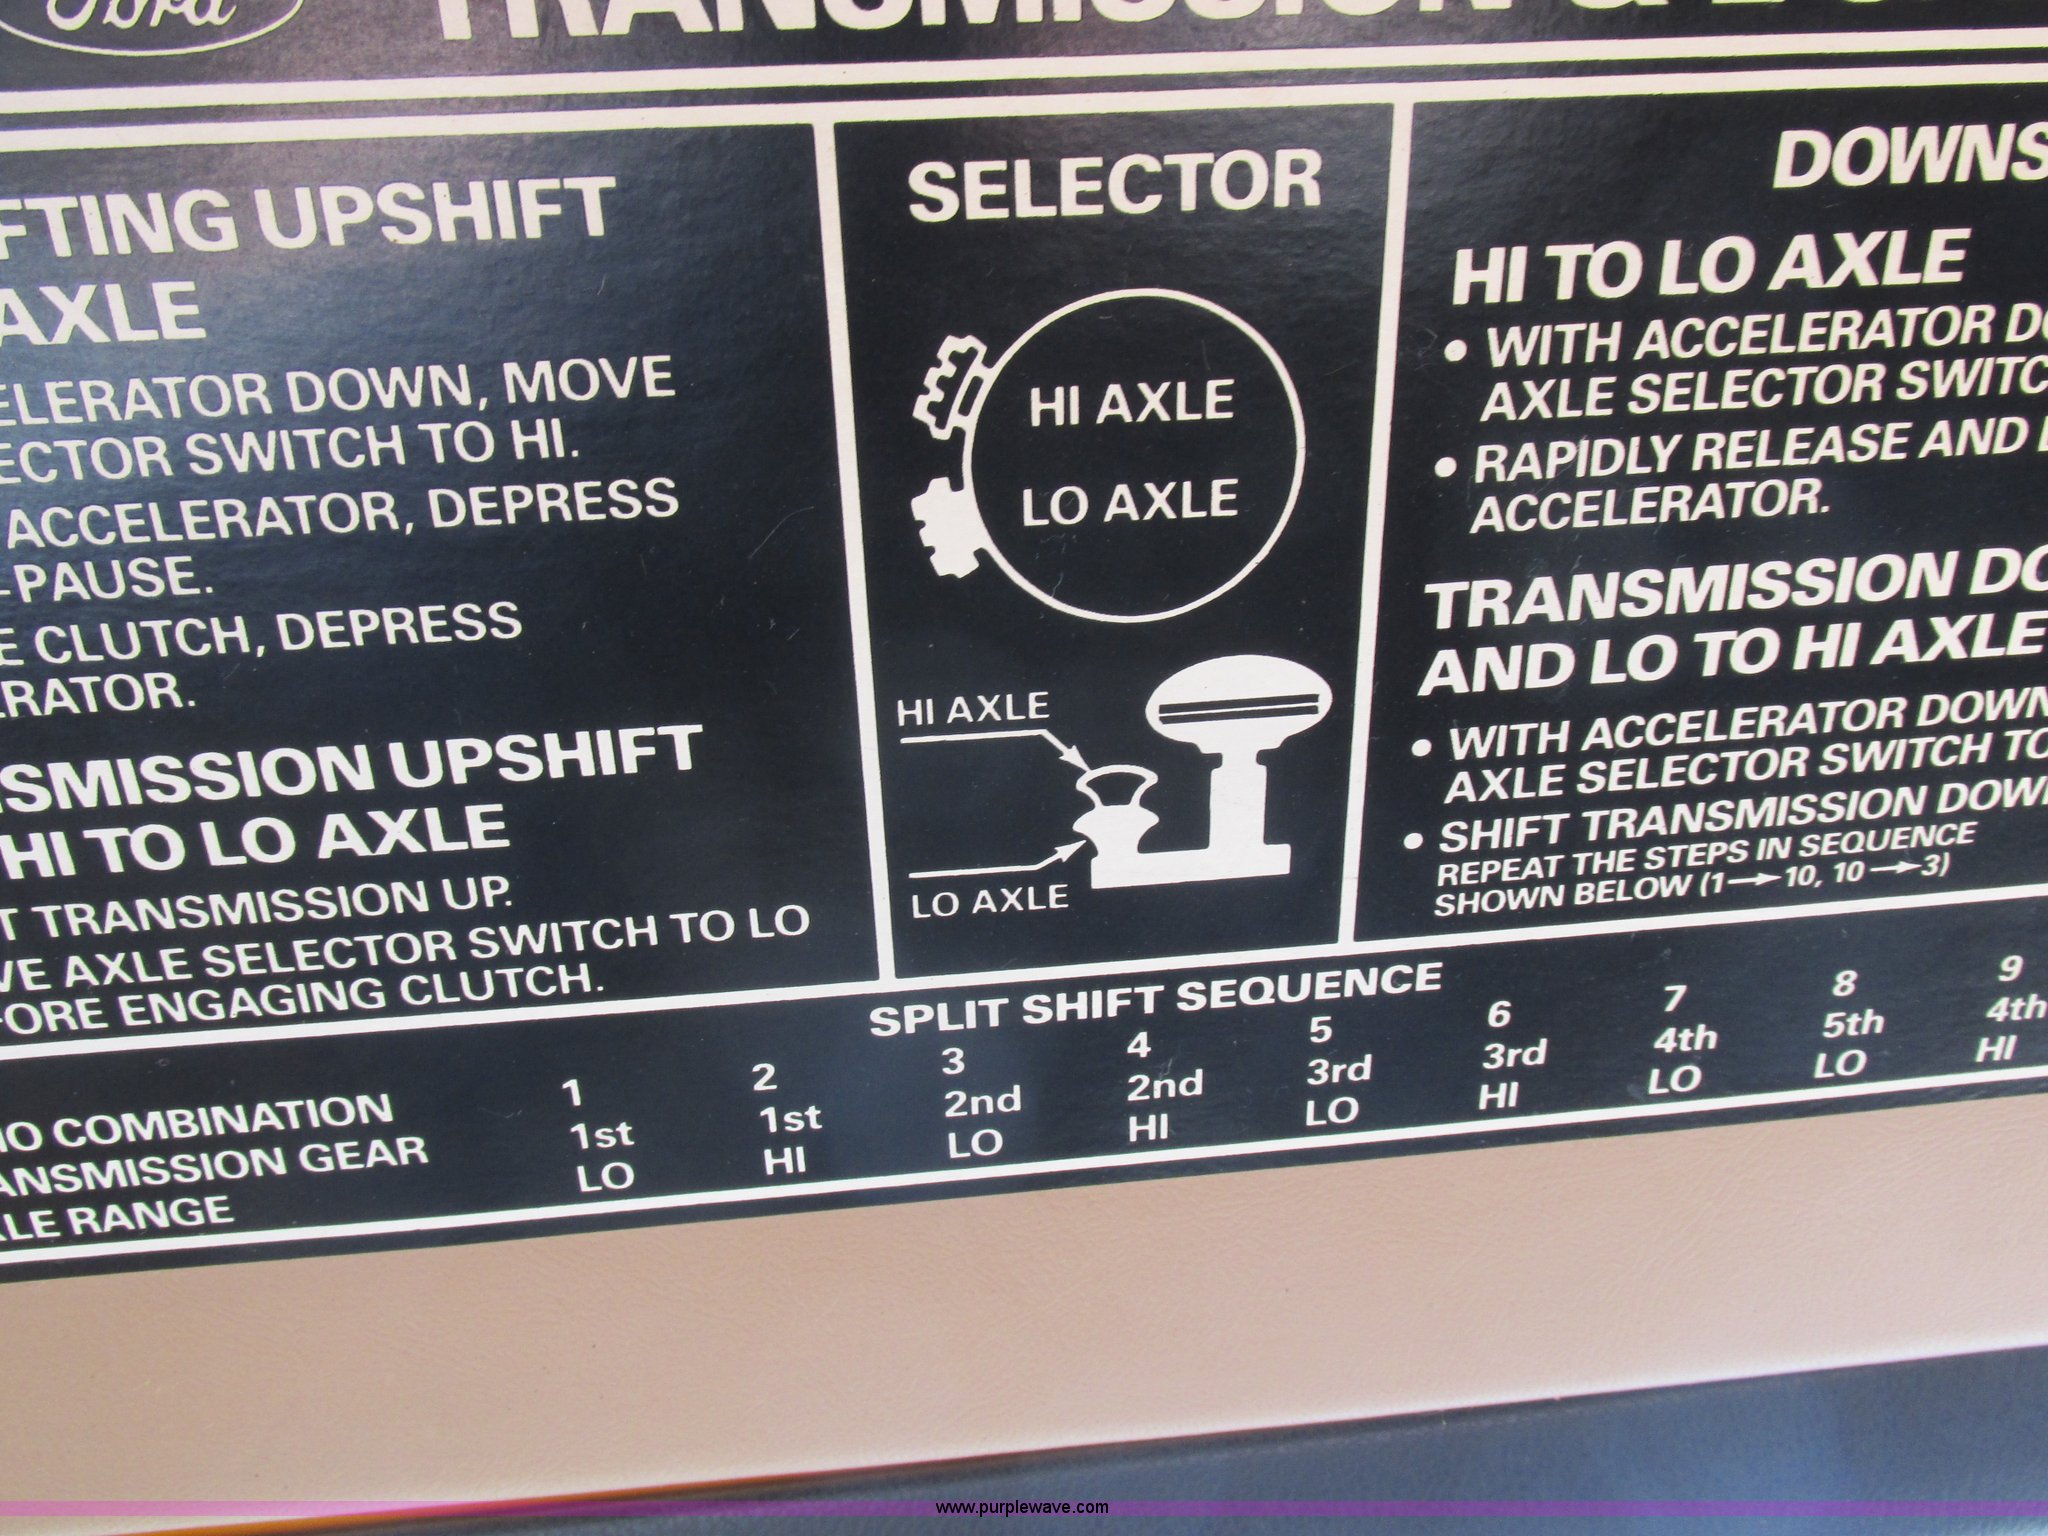 Ford
TRANSMISSION &
FTING UPSHIFT
AXLE
ELERATOR DOWN, MOVE
ECTOR SWITCH TO HI.
ACCELERATOR, DEPRESS
-PAUSE.
E CLUTCH, DEPRESS
RATOR.
SMISSION UPSHIFT
HI TO LO AXLE
T TRANSMISSION UP.
VE AXLE SELECTOR SWITCH TO LO
FORE ENGAGING CLUTCH.
SELECTOR
HI AXLE
LO AXLE
HI AXLE
LO AXLE
DOWNS
HI TO LO AXLE
• WITH ACCELERATOR DO
AXLE SELECTOR SWITC
• RAPIDLY RELEASE AND
ACCELERATOR.
TRANSMISSION DO
AND LO TO HI AXLE
• WITH ACCELERATOR DOWN
AXLE SELECTOR SWITCH TO
• SHIFT TRANSMISSION DOW
REPEAT THE STEPS IN SEQUENCE
SHOWN BELOW (1→10, 10→3)
SPLIT SHIFT SEQUENCE
IO COMBINATION 1 2 3 4 5 6 7 8 9
ANSMISSION GEAR 1st 1st 2nd 2nd 3rd 3rd 4th 5th 4th
LE RANGE LO HI LO HI LO HI LO LO HI
www.purplewave.com